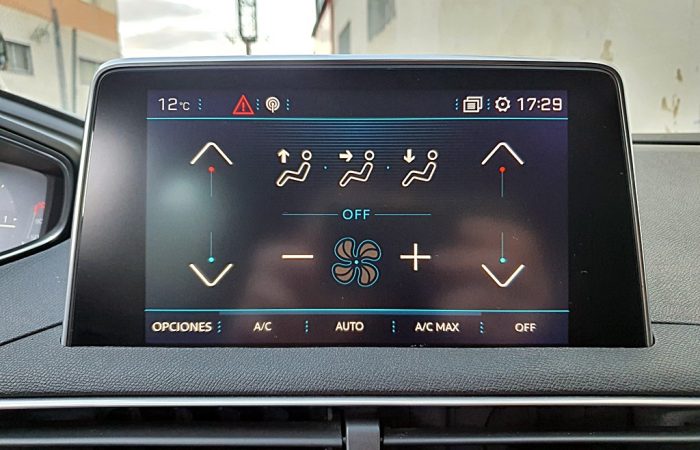 12°C 17:29
OFF
OPCIONES A/C AUTO A/C MAX OFF